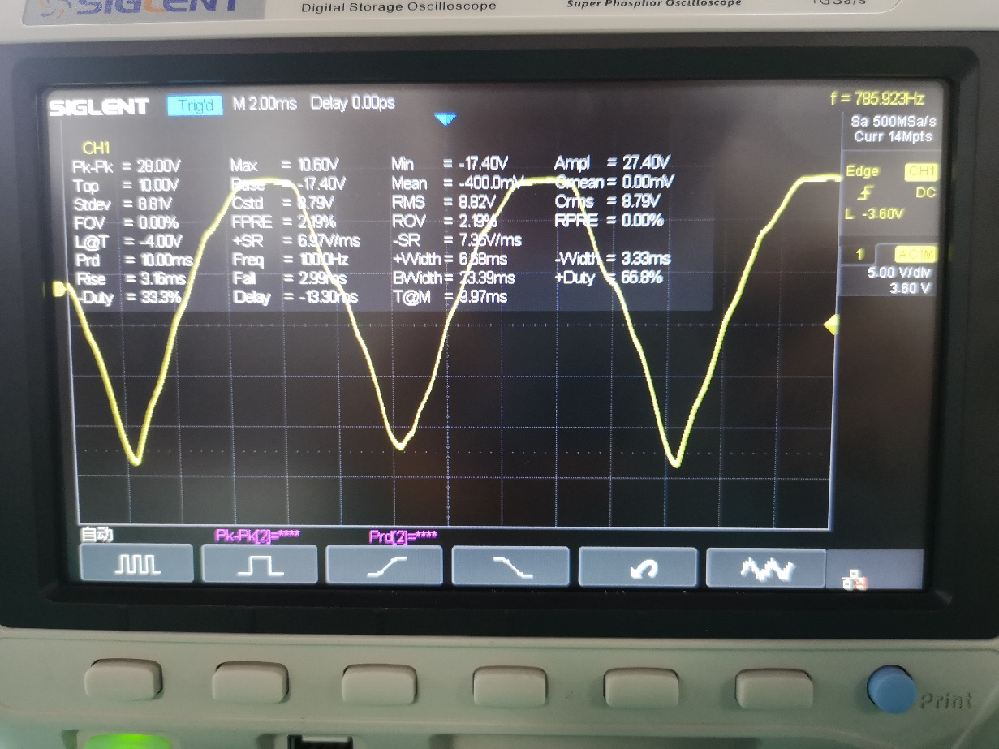 SIGLENT
Digital Storage Oscilloscope
Super Phosphor Oscilloscope
1GSa/s
SIGLENT Trig'd M 2.00ms Delay 0.00ps f = 785.923Hz
Sa 500MSa/s
Curr 14Mpts
CH1
Pk-Pk = 28.00V Max = 10.60V Min = -17.40V Ampl = 27.40V
Top = 10.00V Base = -17.40V Mean = -400.0mV Smean = 0.00mV
Stdev = 8.81V Cstd = 8.79V RMS = 8.82V Crms = 8.79V
FOV = 0.00% FPRE = 2.19% ROV = 2.19% RPRE = 0.00%
L@T = -4.00V +SR = 6.97V/ms -SR = 7.35V/ms
Prd = 10.00ms Freq = 100.0Hz +Width = 6.68ms -Width = 3.33ms
Rise = 3.16ms Fall = 2.99ms BWidth = 23.39ms +Duty = 66.8%
-Duty = 33.3% Delay = -13.30ms T@M = 9.97ms
Edge CH1
DC
L -3.60V
1 AC1M
5.00 V/div
3.60 V
自动 Pk-Pk[2]=**** Prd[2]=****
Print